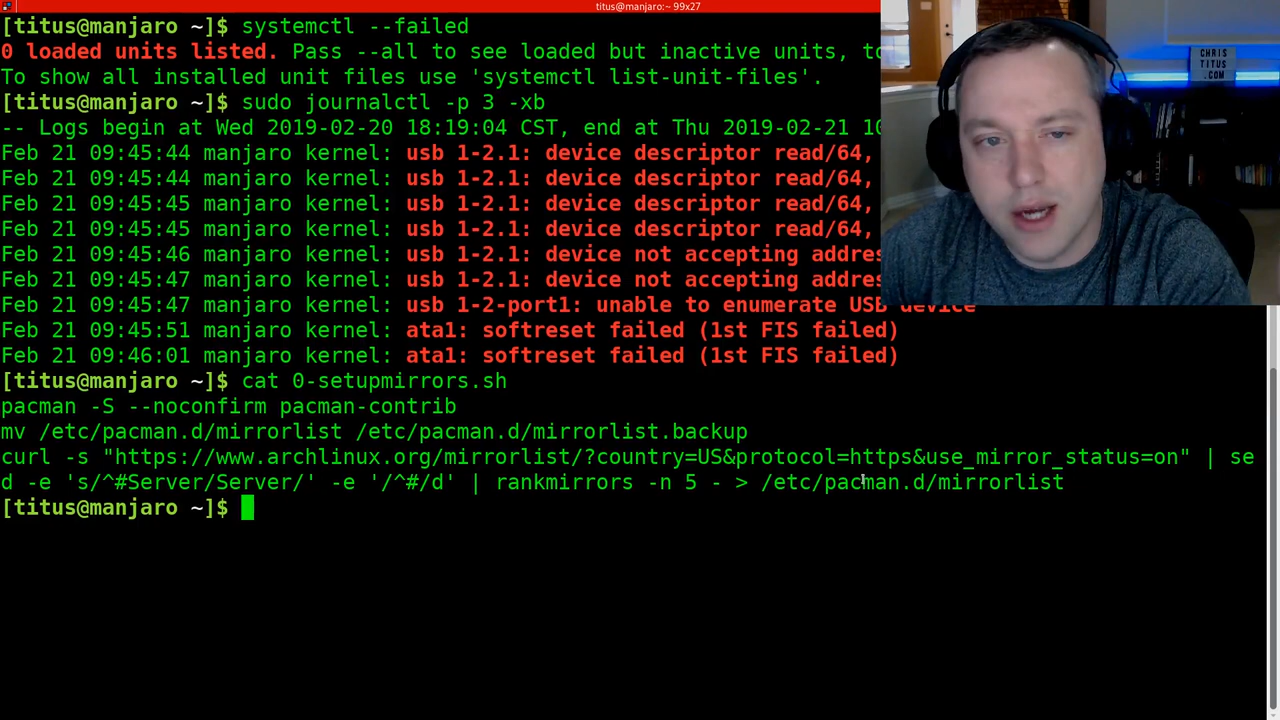 titus@manjaro:~ 99x27
[titus@manjaro ~]$ systemctl --failed
0 loaded units listed. Pass --all to see loaded but inactive units,
To show all installed unit files use 'systemctl list-unit-files'.
[titus@manjaro ~]$ sudo journalctl -p 3 -xb
-- Logs begin at Wed 2019-02-20 18:19:04 CST, end at Thu 2019-02-21
Feb 21 09:45:44 manjaro kernel: usb 1-2.1: device descriptor read/64,
Feb 21 09:45:44 manjaro kernel: usb 1-2.1: device descriptor read/64,
Feb 21 09:45:45 manjaro kernel: usb 1-2.1: device descriptor read/64,
Feb 21 09:45:45 manjaro kernel: usb 1-2.1: device descriptor read/64,
Feb 21 09:45:46 manjaro kernel: usb 1-2.1: device not accepting addres
Feb 21 09:45:47 manjaro kernel: usb 1-2.1: device not accepting addres
Feb 21 09:45:47 manjaro kernel: usb 1-2-port1: unable to enumerate USB device
Feb 21 09:45:51 manjaro kernel: ata1: softreset failed (1st FIS failed)
Feb 21 09:46:01 manjaro kernel: ata1: softreset failed (1st FIS failed)
[titus@manjaro ~]$ cat 0-setupmirrors.sh
pacman -S --noconfirm pacman-contrib
mv /etc/pacman.d/mirrorlist /etc/pacman.d/mirrorlist.backup
curl -s "https://www.archlinux.org/mirrorlist/?country=US&protocol=https&use_mirror_status=on" | se
d -e 's/^#Server/Server/' -e '/^#/d' | rankmirrors -n 5 - > /etc/pacman.d/mirrorlist
[titus@manjaro ~]$
CHRIS
TITUS
.COM